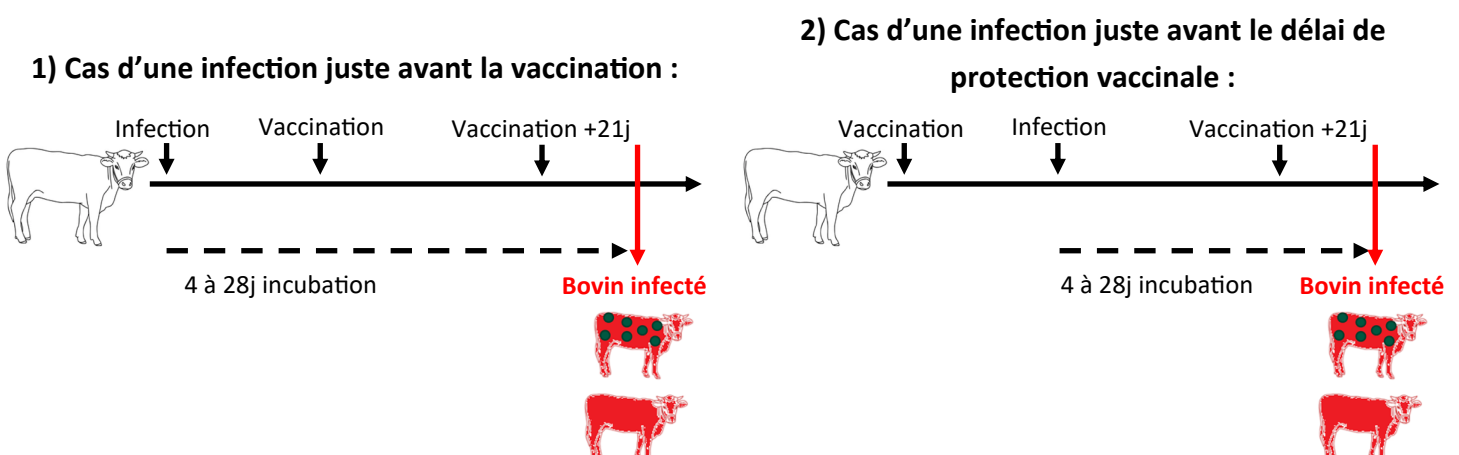 1) Cas d’une infection juste avant la vaccination :
Infection Vaccination Vaccination +21j
4 à 28j incubation
Bovin infecté
2) Cas d’une infection juste avant le délai de
protection vaccinale :
Vaccination Infection Vaccination +21j
4 à 28j incubation
Bovin infecté